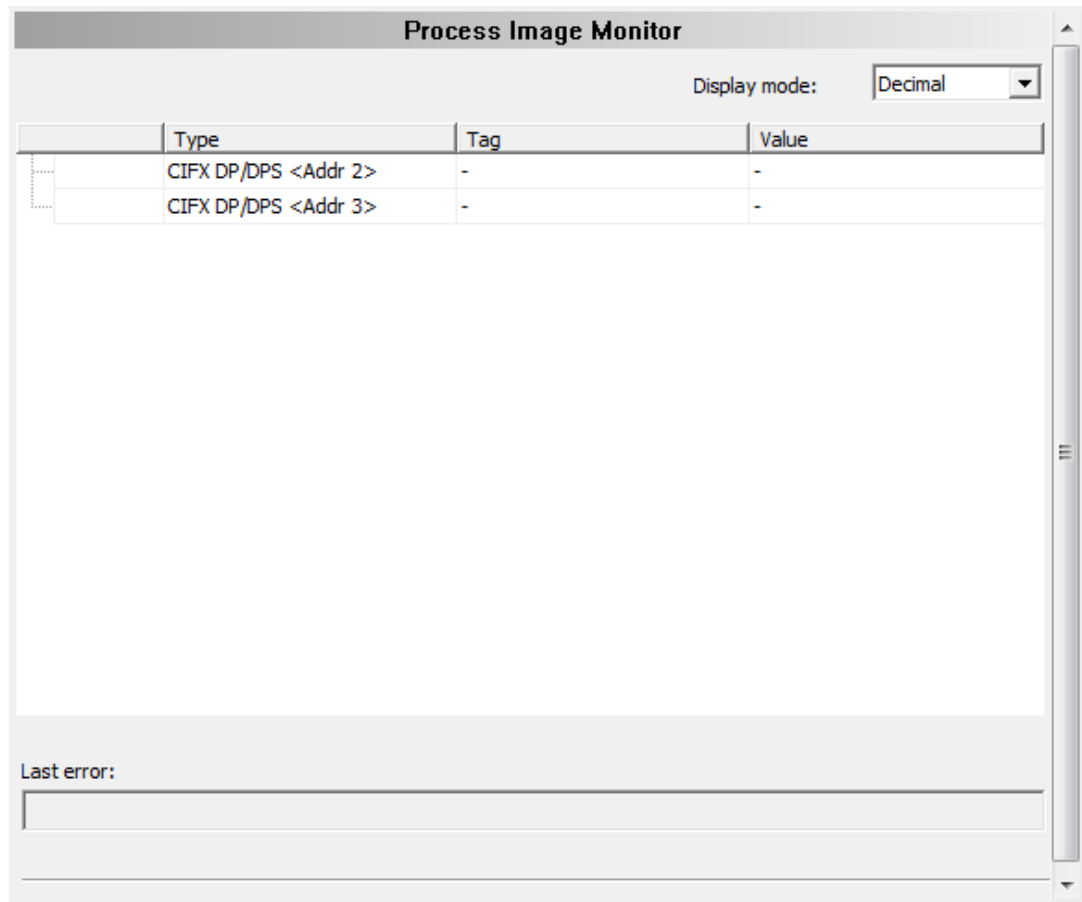 Process Image Monitor
Display mode: Decimal
Type Tag Value
CIFX DP/DPS <Addr 2> - -
CIFX DP/DPS <Addr 3> - -
Last error: